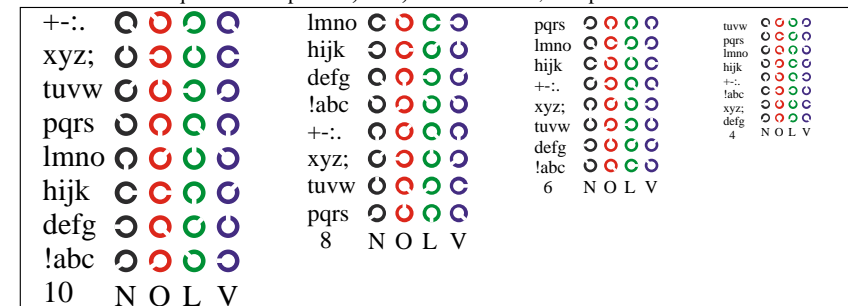 +-:.
xyz;
tuvw
pqrs
lmno
hijk
defg
!abc
10 N O L V
lmno
hijk
defg
!abc
+-:.
xyz;
tuvw
pqrs
8 N O L V
pqrs
lmno
hijk
+-:.
xyz;
tuvw
defg
!abc
6 N O L V
tuvw
pqrs
lmno
hijk
+-:.
!abc
xyz;
defg
4 N O L V